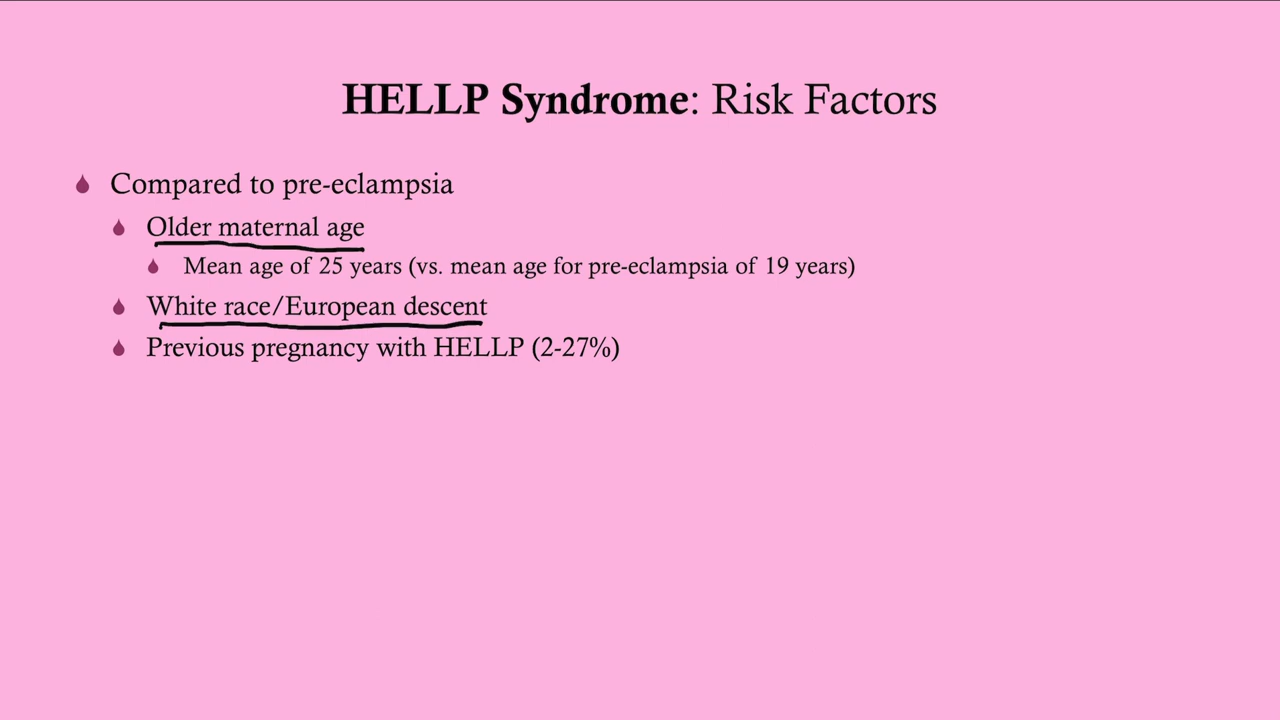 HELLP Syndrome: Risk Factors
Compared to pre-eclampsia
Older maternal age
Mean age of 25 years (vs. mean age for pre-eclampsia of 19 years)
White race/European descent
Previous pregnancy with HELLP (2-27%)